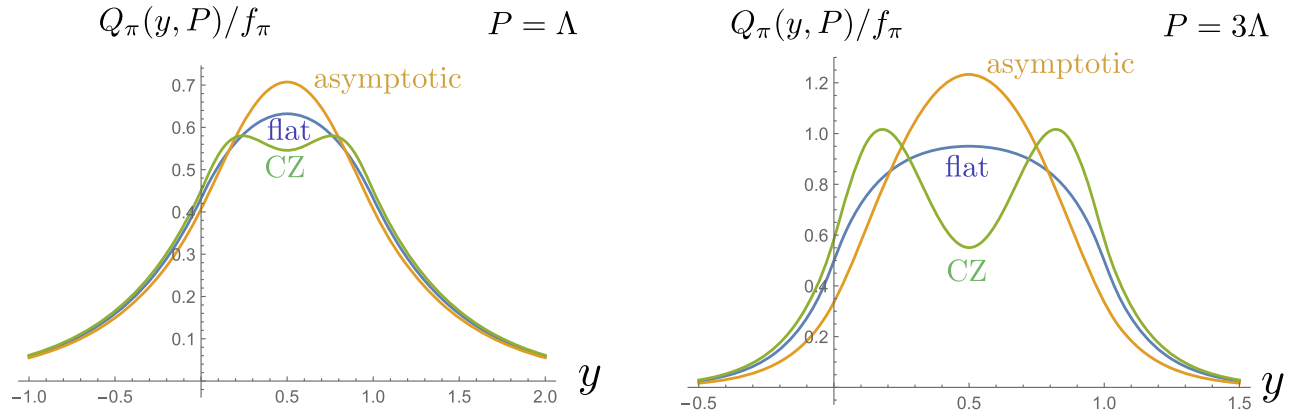 Q_π(y, P)/f_π P = Λ
asymptotic
flat
CZ
0.7
0.6
0.5
0.4
0.3
0.2
0.1
−1.0 −0.5 0.5 1.0 1.5 2.0
y
Q_π(y, P)/f_π P = 3Λ
asymptotic
flat
CZ
1.2
1.0
0.8
0.6
0.4
0.2
−0.5 0.5 1.0 1.5
y